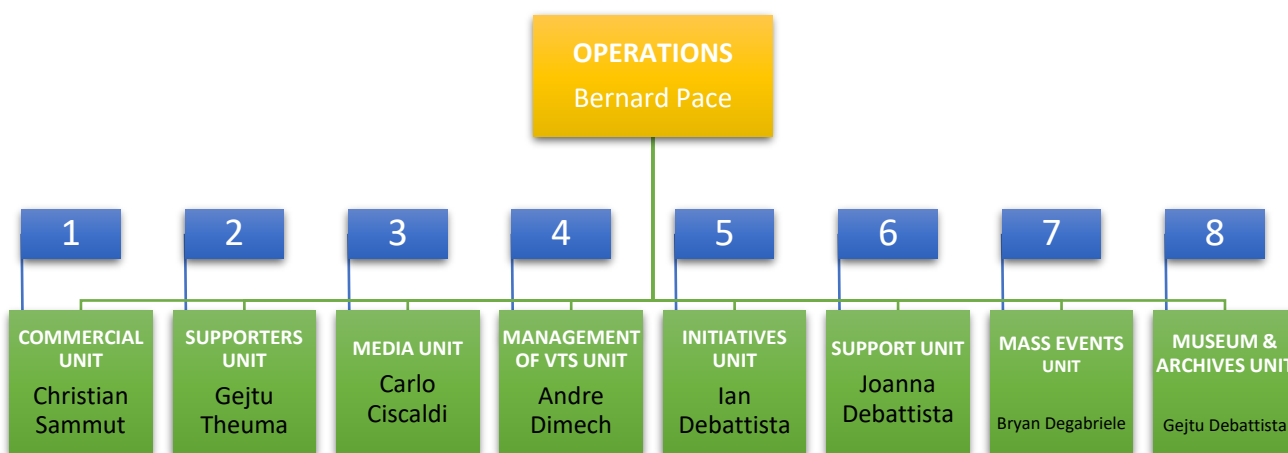 OPERATIONS
Bernard Pace
1
2
3
4
5
6
7
8
COMMERCIAL
UNIT
Christian
Sammut
SUPPORTERS
UNIT
Gejtu
Theuma
MEDIA UNIT
Carlo
Ciscaldi
MANAGEMENT
OF VTS UNIT
Andre
Dimech
INITIATIVES
UNIT
Ian
Debattista
SUPPORT UNIT
Joanna
Debattista
MASS EVENTS
UNIT
Bryan Degabriele
MUSEUM &
ARCHIVES UNIT
Gejtu Debattista